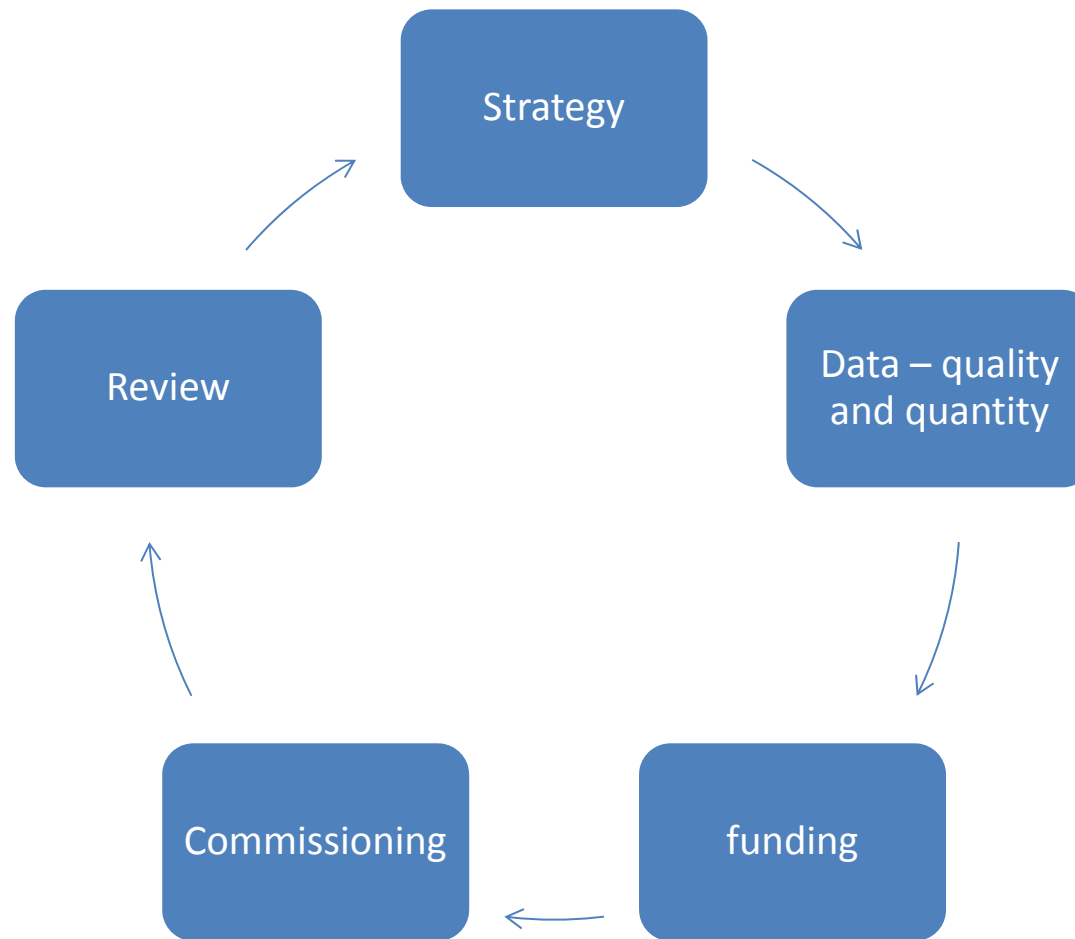 Strategy
Data – quality
and quantity
funding
Commissioning
Review